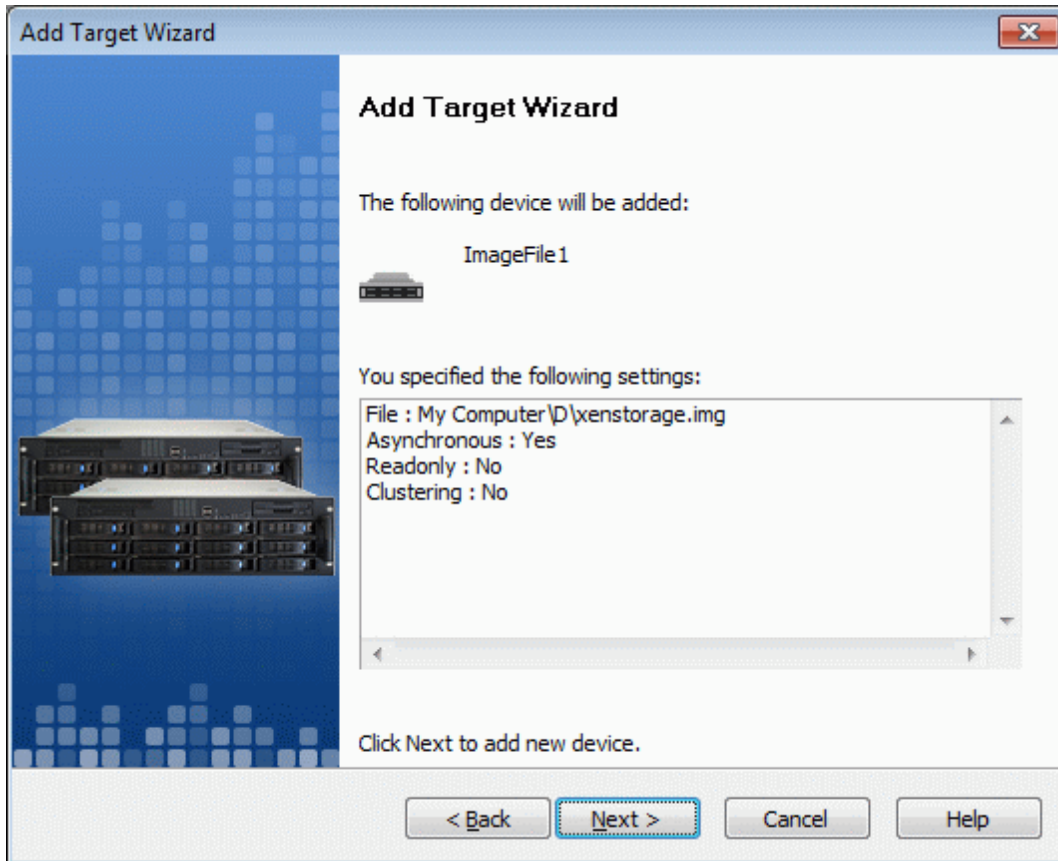 Add Target Wizard
Add Target Wizard
The following device will be added:
ImageFile1
You specified the following settings:
File : My Computer\D\xenstorage.img
Asynchronous : Yes
Readonly : No
Clustering : No
Click Next to add new device.
< Back Next > Cancel Help